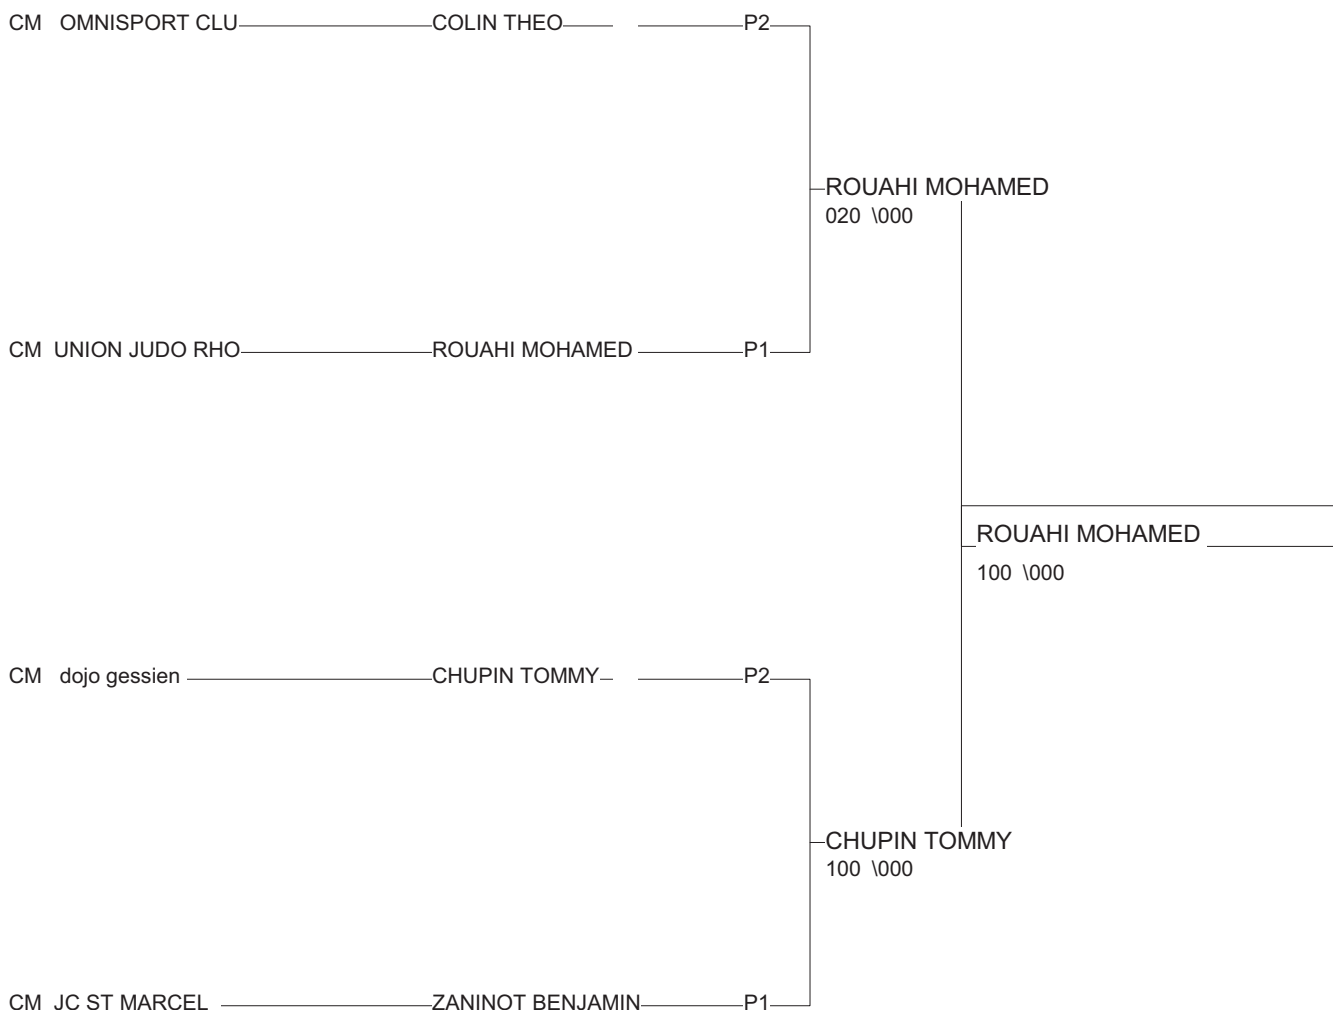 CM OMNISPORT CLU COLIN THEO P2
ROUAHI MOHAMED
020 \000
CM UNION JUDO RHO ROUAHI MOHAMED P1
ROUAHI MOHAMED
100 \000
CM dojo gessien CHUPIN TOMMY P2
CHUPIN TOMMY
100 \000
CM JC ST MARCEL ZANINOT BENJAMIN P1